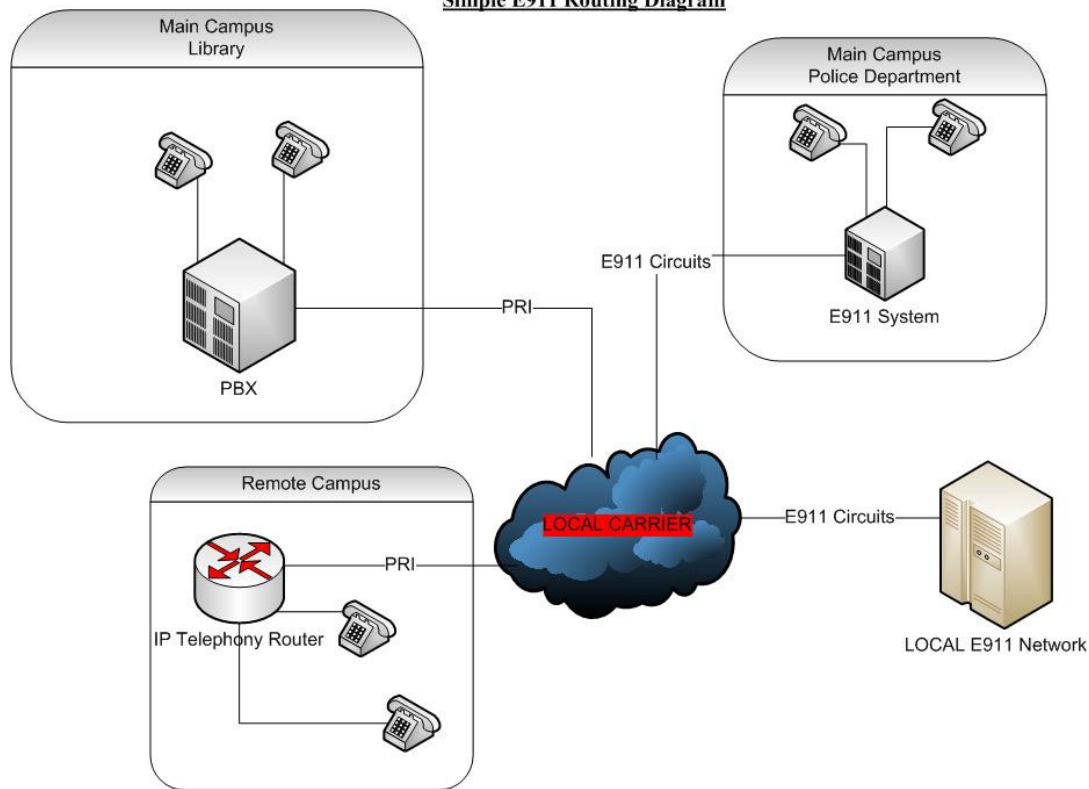 Simple E911 Routing Diagram
Main Campus
Library
Main Campus
Police Department
E911 Circuits
E911 System
PRI
PBX
Remote Campus
LOCAL CARRIER
E911 Circuits
PRI
IP Telephony Router
LOCAL E911 Network